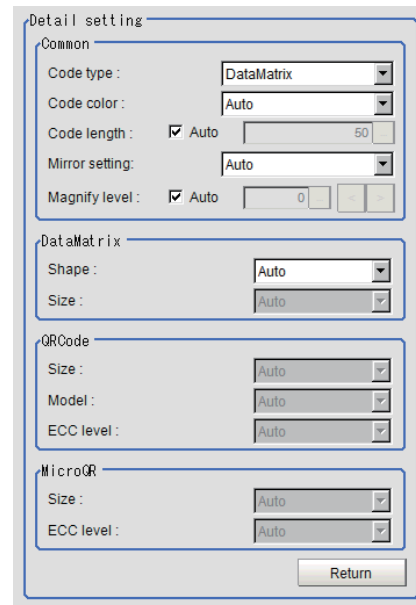 Detail setting
Common
Code type : DataMatrix
Code color : Auto
Code length : Auto 50 ...
Mirror setting: Auto
Magnify level : Auto 0 ... < >
DataMatrix
Shape : Auto
Size : Auto
QRCode
Size : Auto
Model : Auto
ECC level : Auto
MicroQR
Size : Auto
ECC level : Auto
Return